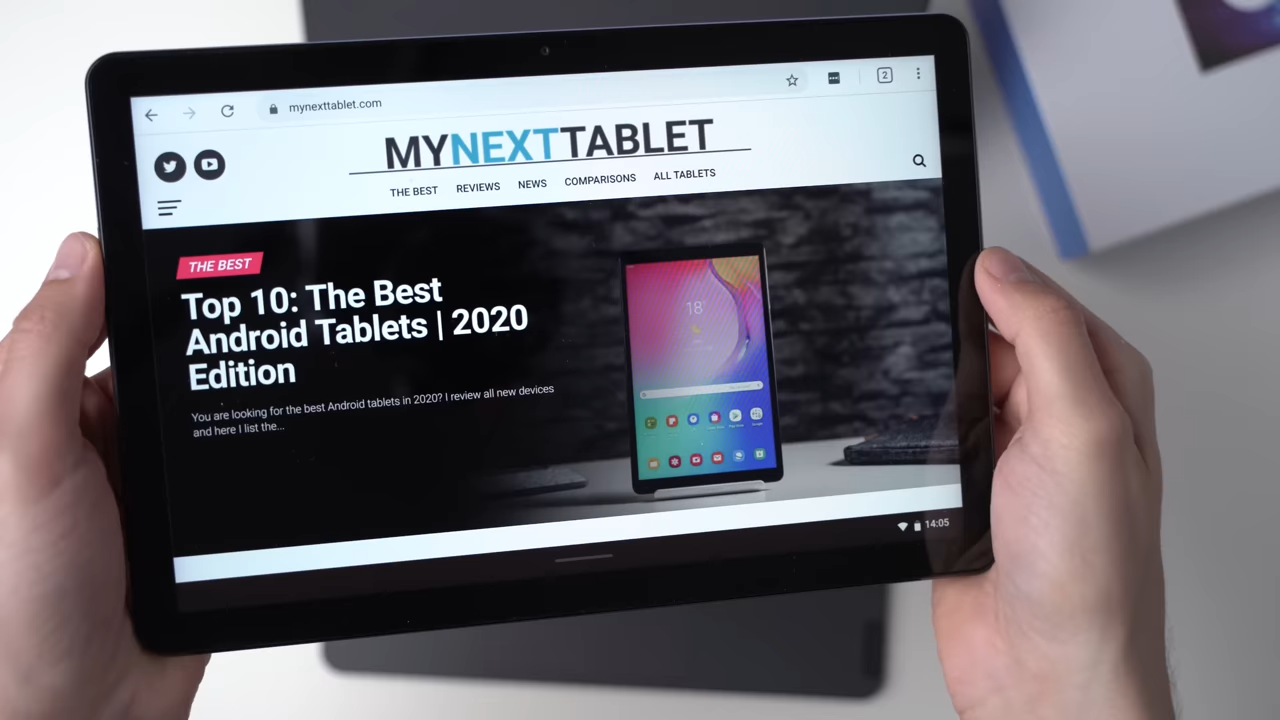 mynexttablet.com
2
MYNEXTTABLET
THE BEST
REVIEWS
NEWS
COMPARISONS
ALL TABLETS
THE BEST
Top 10: The Best
Android Tablets | 2020
Edition
You are looking for the best Android tablets in 2020? I review all new devices
and here I list the...
18°
14:05